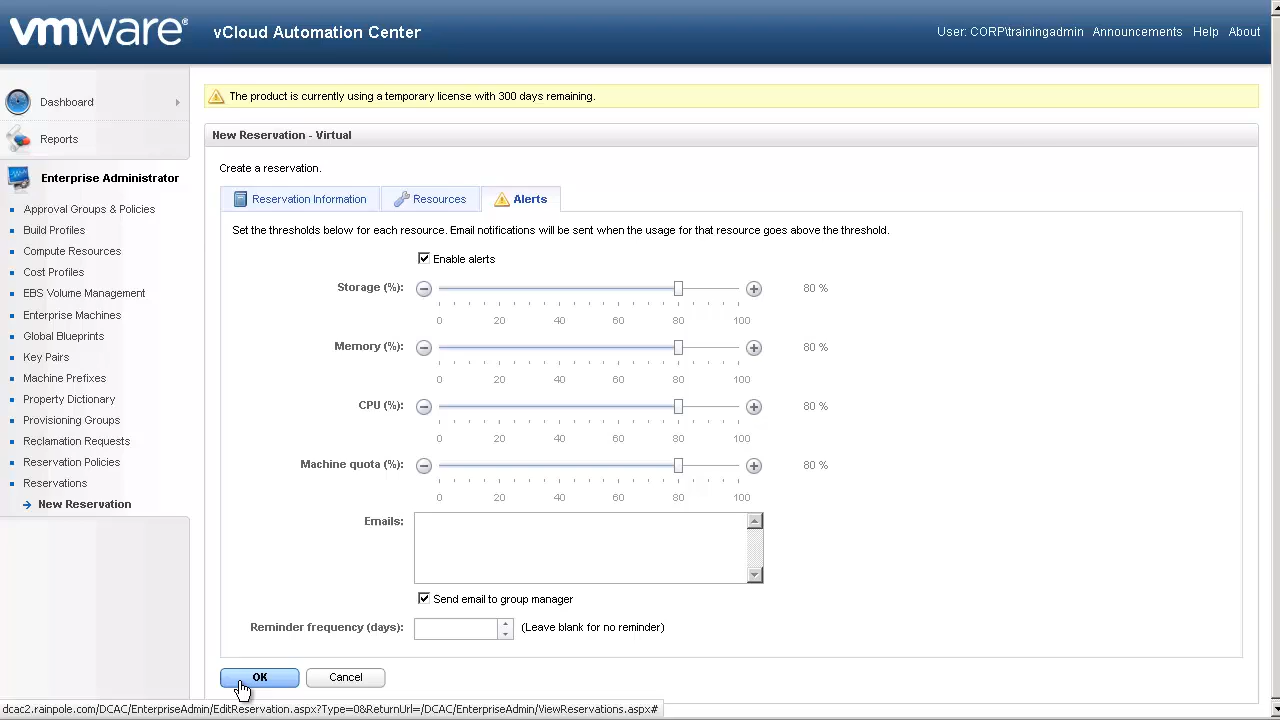 vmware® vCloud Automation Center User: CORP\trainingadmin Announcements Help About
Dashboard
Reports
Enterprise Administrator
Approval Groups & Policies
Build Profiles
Compute Resources
Cost Profiles
EBS Volume Management
Enterprise Machines
Global Blueprints
Key Pairs
Machine Prefixes
Property Dictionary
Provisioning Groups
Reclamation Requests
Reservation Policies
Reservations
New Reservation
The product is currently using a temporary license with 300 days remaining.
New Reservation - Virtual
Create a reservation.
Reservation Information Resources Alerts
Set the thresholds below for each resource. Email notifications will be sent when the usage for that resource goes above the threshold.
Enable alerts
Storage (%): 80 %
0 20 40 60 80 100
Memory (%): 80 %
0 20 40 60 80 100
CPU (%): 80 %
0 20 40 60 80 100
Machine quota (%): 80 %
0 20 40 60 80 100
Emails:
Send email to group manager
Reminder frequency (days): (Leave blank for no reminder)
OK Cancel
dcac2.rainpole.com/DCAC/EnterpriseAdmin/EditReservation.aspx?Type=0&ReturnUrl=/DCAC/EnterpriseAdmin/ViewReservations.aspx#